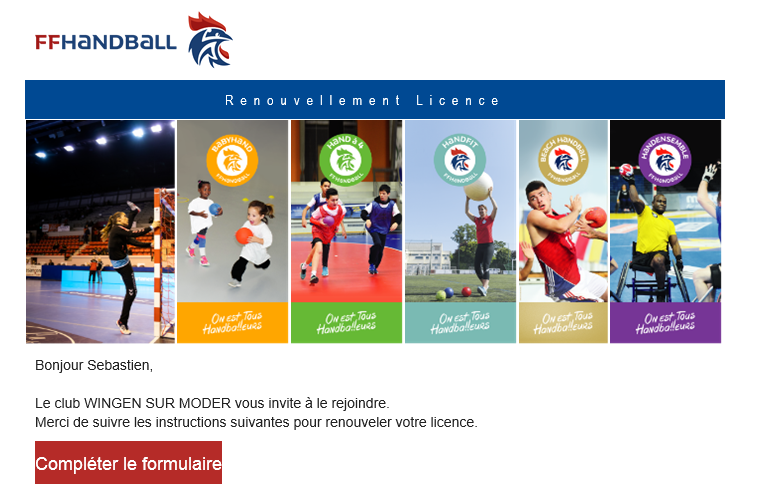 FFHANDBALL
Renouvellement Licence
BABYHAND
FFHANDBALL
HAND À 4
FFHANDBALL
HANDFIT
FFHANDBALL
BEACH HANDBALL
FFHANDBALL
HANDENSEMBLE
FFHANDBALL
On est Tous
Handballeurs
On est Tous
Handballeurs
On est Tous
Handballeurs
On est Tous
Handballeurs
On est Tous
Handballeurs
Bonjour Sebastien,
Le club WINGEN SUR MODER vous invite à le rejoindre.
Merci de suivre les instructions suivantes pour renouveler votre licence.
Compléter le formulaire